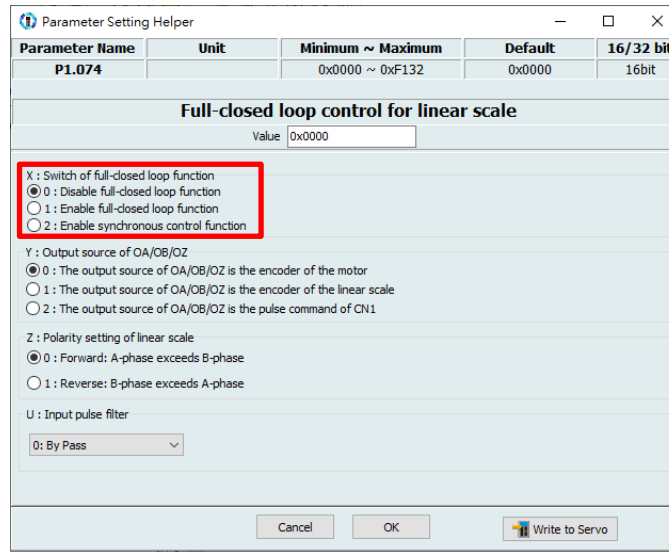 Parameter Setting Helper
Parameter Name Unit Minimum ~ Maximum Default 16/32 bit
P1.074 0x0000 ~ 0xF132 0x0000 16bit
Full-closed loop control for linear scale
Value 0x0000
X : Switch of full-closed loop function
0 : Disable full-closed loop function
1 : Enable full-closed loop function
2 : Enable synchronous control function
Y : Output source of OA/OB/OZ
0 : The output source of OA/OB/OZ is the encoder of the motor
1 : The output source of OA/OB/OZ is the encoder of the linear scale
2 : The output source of OA/OB/OZ is the pulse command of CN1
Z : Polarity setting of linear scale
0 : Forward: A-phase exceeds B-phase
1 : Reverse: B-phase exceeds A-phase
U : Input pulse filter
0: By Pass
Cancel OK Write to Servo